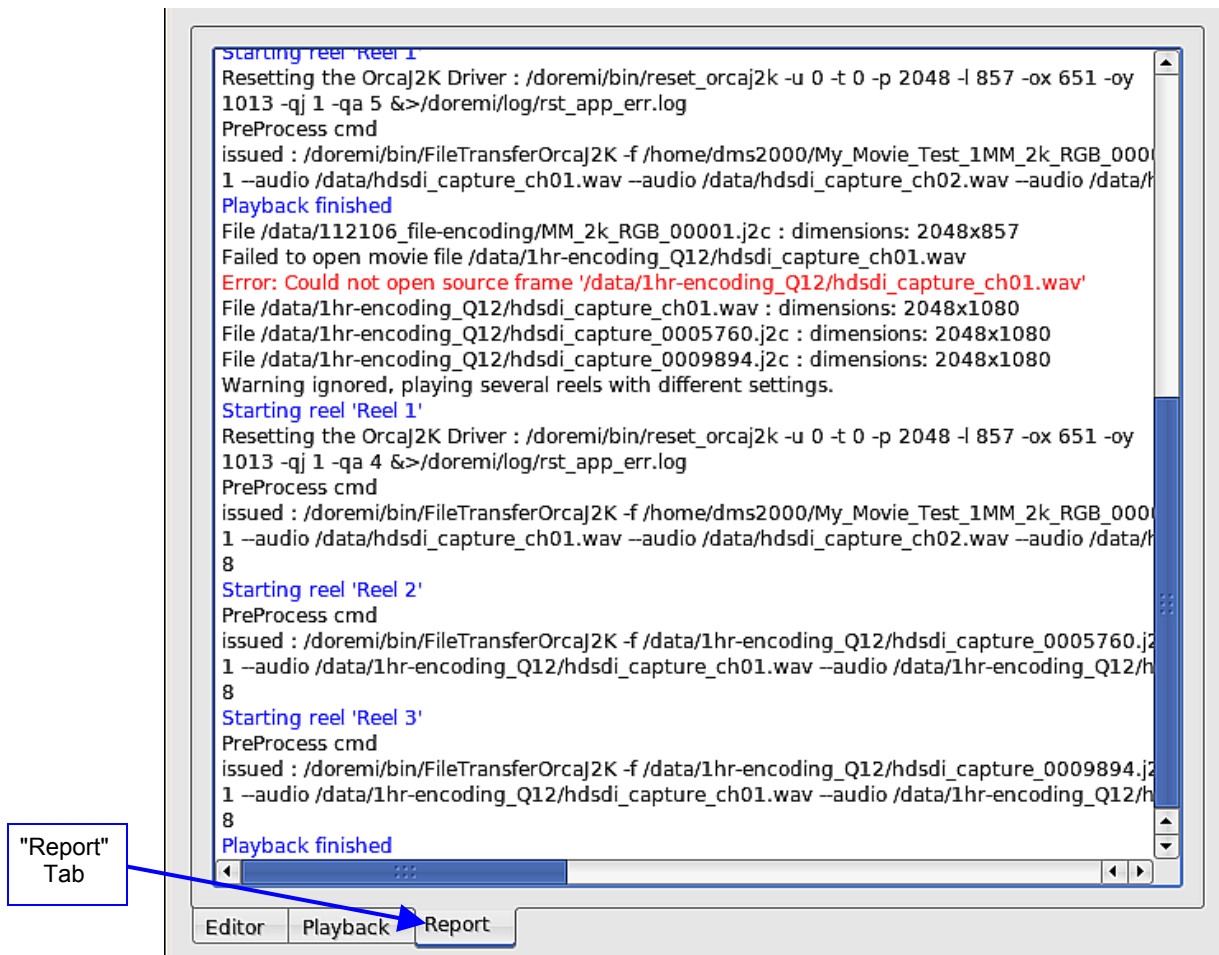 Starting reel 'Reel 1'
Resetting the OrcaJ2K Driver : /doremi/bin/reset_orcaj2k -u 0 -t 0 -p 2048 -l 857 -ox 651 -oy
1013 -qj 1 -qa 5 &>/doremi/log/rst_app_err.log
PreProcess cmd
issued : /doremi/bin/FileTransferOrcaJ2K -f /home/dms2000/My_Movie_Test_1MM_2k_RGB_000
1 --audio /data/hdsdi_capture_ch01.wav --audio /data/hdsdi_capture_ch02.wav --audio /data/h
Playback finished
File /data/112106_file-encoding/MM_2k_RGB_00001.j2c : dimensions: 2048x857
Failed to open movie file /data/1hr-encoding_Q12/hdsdi_capture_ch01.wav
Error: Could not open source frame '/data/1hr-encoding_Q12/hdsdi_capture_ch01.wav'
File /data/1hr-encoding_Q12/hdsdi_capture_ch01.wav : dimensions: 2048x1080
File /data/1hr-encoding_Q12/hdsdi_capture_0005760.j2c : dimensions: 2048x1080
File /data/1hr-encoding_Q12/hdsdi_capture_0009894.j2c : dimensions: 2048x1080
Warning ignored, playing several reels with different settings.
Starting reel 'Reel 1'
Resetting the OrcaJ2K Driver : /doremi/bin/reset_orcaj2k -u 0 -t 0 -p 2048 -l 857 -ox 651 -oy
1013 -qj 1 -qa 4 &>/doremi/log/rst_app_err.log
PreProcess cmd
issued : /doremi/bin/FileTransferOrcaJ2K -f /home/dms2000/My_Movie_Test_1MM_2k_RGB_000
1 --audio /data/hdsdi_capture_ch01.wav --audio /data/hdsdi_capture_ch02.wav --audio /data/h
8
Starting reel 'Reel 2'
PreProcess cmd
issued : /doremi/bin/FileTransferOrcaJ2K -f /data/1hr-encoding_Q12/hdsdi_capture_0005760.j2
1 --audio /data/1hr-encoding_Q12/hdsdi_capture_ch01.wav --audio /data/1hr-encoding_Q12/h
8
Starting reel 'Reel 3'
PreProcess cmd
issued : /doremi/bin/FileTransferOrcaJ2K -f /data/1hr-encoding_Q12/hdsdi_capture_0009894.j2
1 --audio /data/1hr-encoding_Q12/hdsdi_capture_ch01.wav --audio /data/1hr-encoding_Q12/h
8
Playback finished
"Report"
Tab
Editor Playback Report